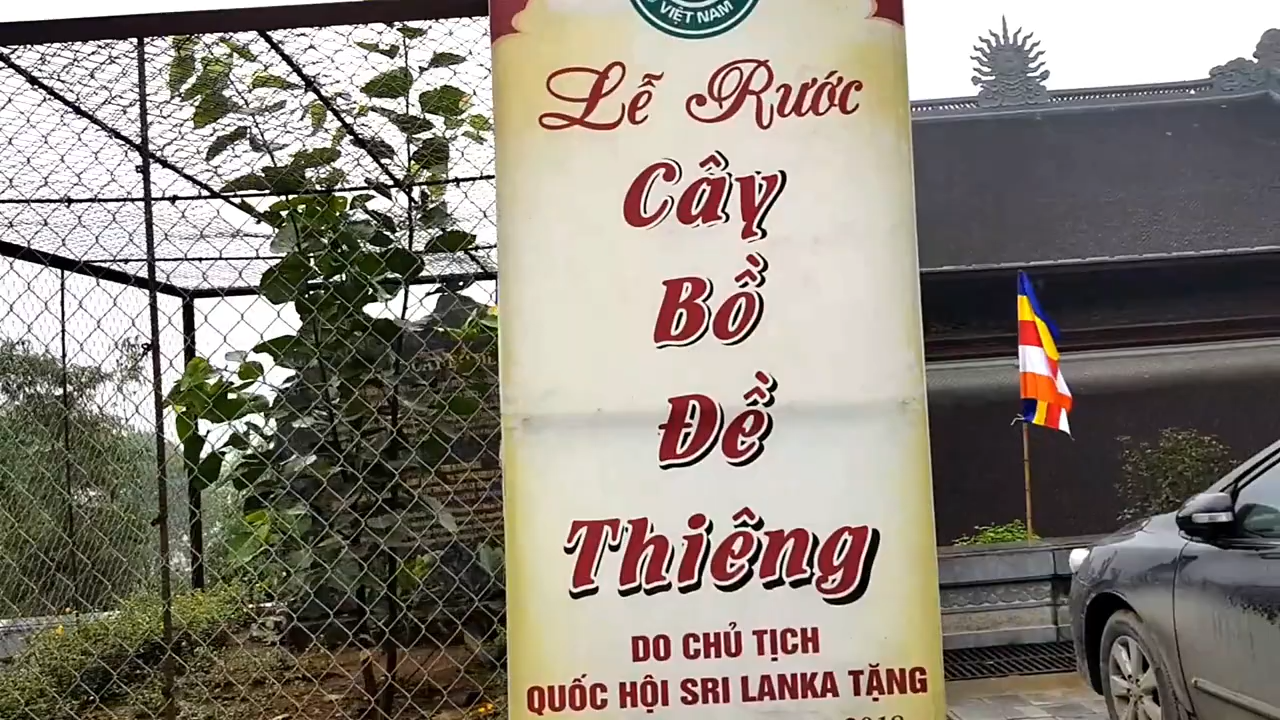 VIỆT NAM
Lễ Rước
Cây
Bồ
Đề
Thiêng
DO CHỦ TỊCH
QUỐC HỘI SRI LANKA TẶNG